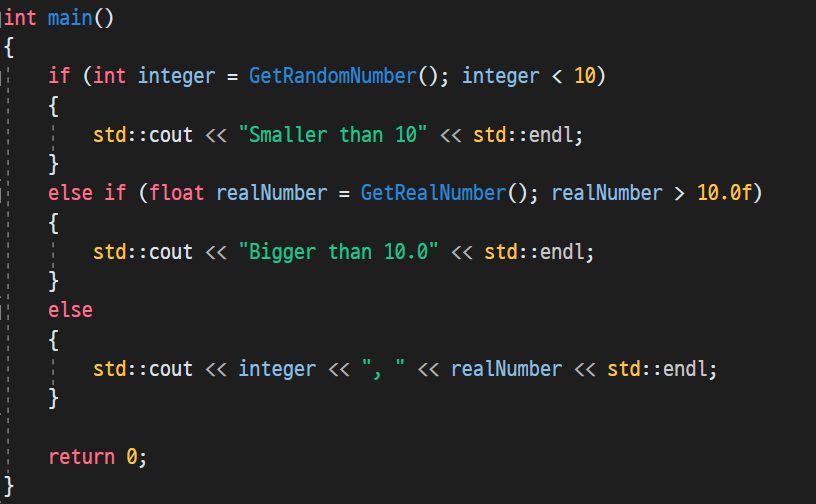 int main()
{
    if (int integer = GetRandomNumber(); integer < 10)
    {
        std::cout << "Smaller than 10" << std::endl;
    }
    else if (float realNumber = GetRealNumber(); realNumber > 10.0f)
    {
        std::cout << "Bigger than 10.0" << std::endl;
    }
    else
    {
        std::cout << integer << ", " << realNumber << std::endl;
    }

    return 0;
}